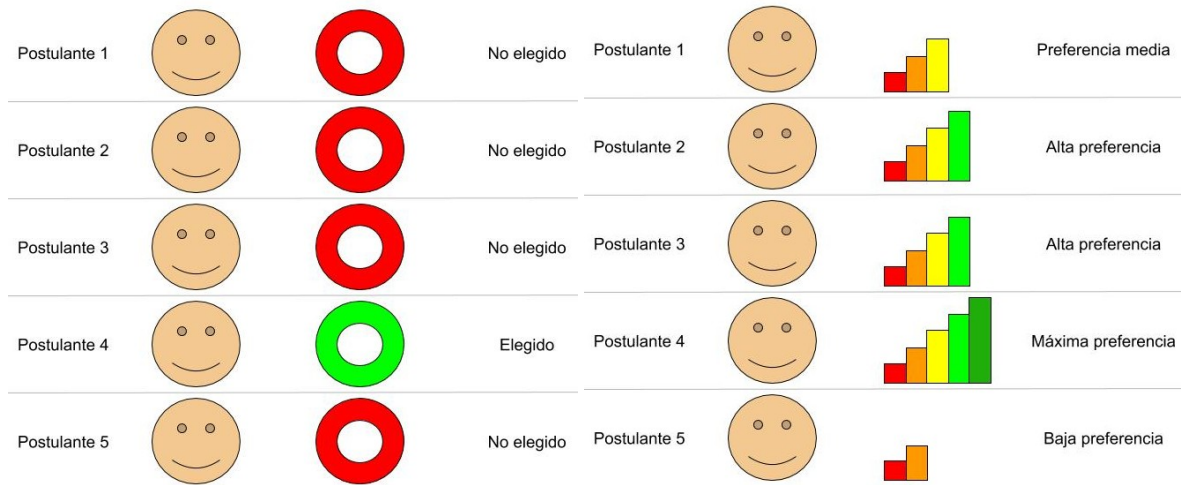 Postulante 1 No elegido
Postulante 2 No elegido
Postulante 3 No elegido
Postulante 4 Elegido
Postulante 5 No elegido
Postulante 1 Preferencia media
Postulante 2 Alta preferencia
Postulante 3 Alta preferencia
Postulante 4 Máxima preferencia
Postulante 5 Baja preferencia